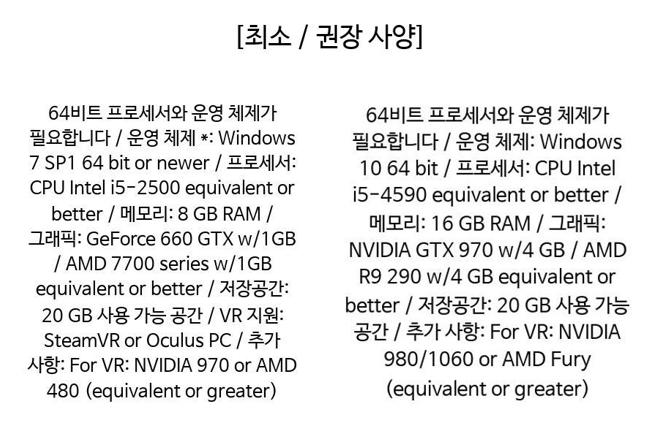 [최소 / 권장 사양]
64비트 프로세서와 운영 체제가
필요합니다 / 운영 체제 *: Windows
7 SP1 64 bit or newer / 프로세서:
CPU Intel i5-2500 equivalent or
better / 메모리: 8 GB RAM /
그래픽: GeForce 660 GTX w/1GB
/ AMD 7700 series w/1GB
equivalent or better / 저장공간:
20 GB 사용 가능 공간 / VR 지원:
SteamVR or Oculus PC / 추가
사항: For VR: NVIDIA 970 or AMD
480 (equivalent or greater)
64비트 프로세서와 운영 체제가
필요합니다 / 운영 체제: Windows
10 64 bit / 프로세서: CPU Intel
i5-4590 equivalent or better /
메모리: 16 GB RAM / 그래픽:
NVIDIA GTX 970 w/4 GB / AMD
R9 290 w/4 GB equivalent or
better / 저장공간: 20 GB 사용 가능
공간 / 추가 사항: For VR: NVIDIA
980/1060 or AMD Fury
(equivalent or greater)